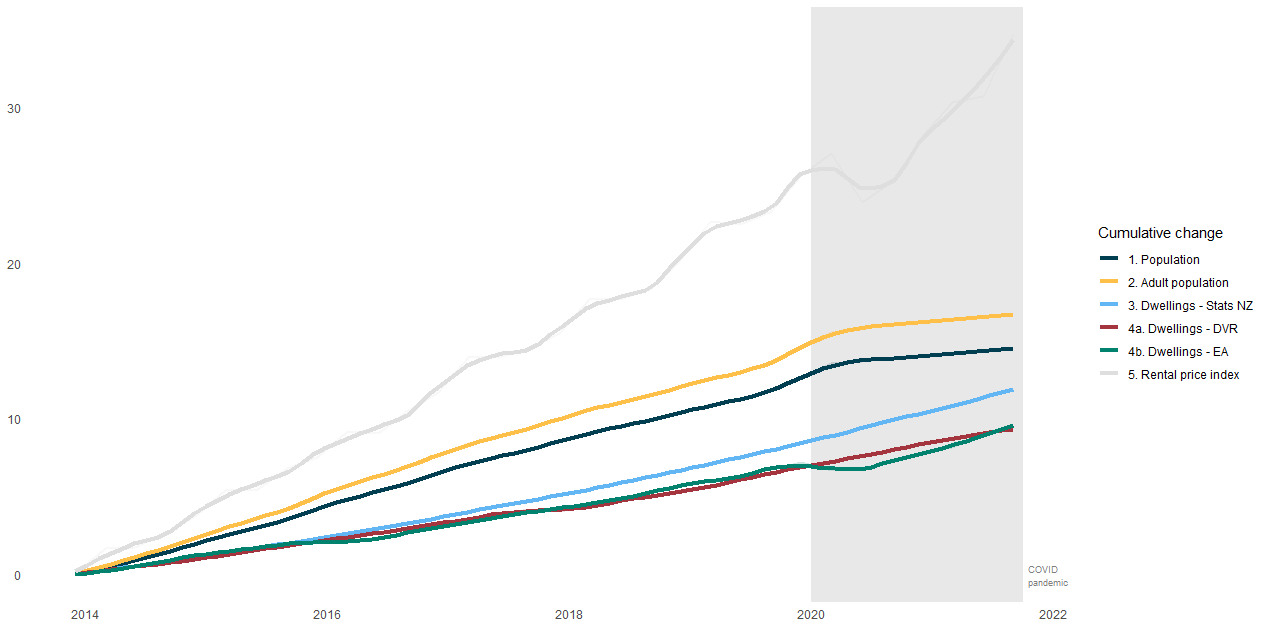 30
20
10
0
2014
2016
2018
2020
2022
COVID
pandemic
Cumulative change
1. Population
2. Adult population
3. Dwellings - Stats NZ
4a. Dwellings - DVR
4b. Dwellings - EA
5. Rental price index